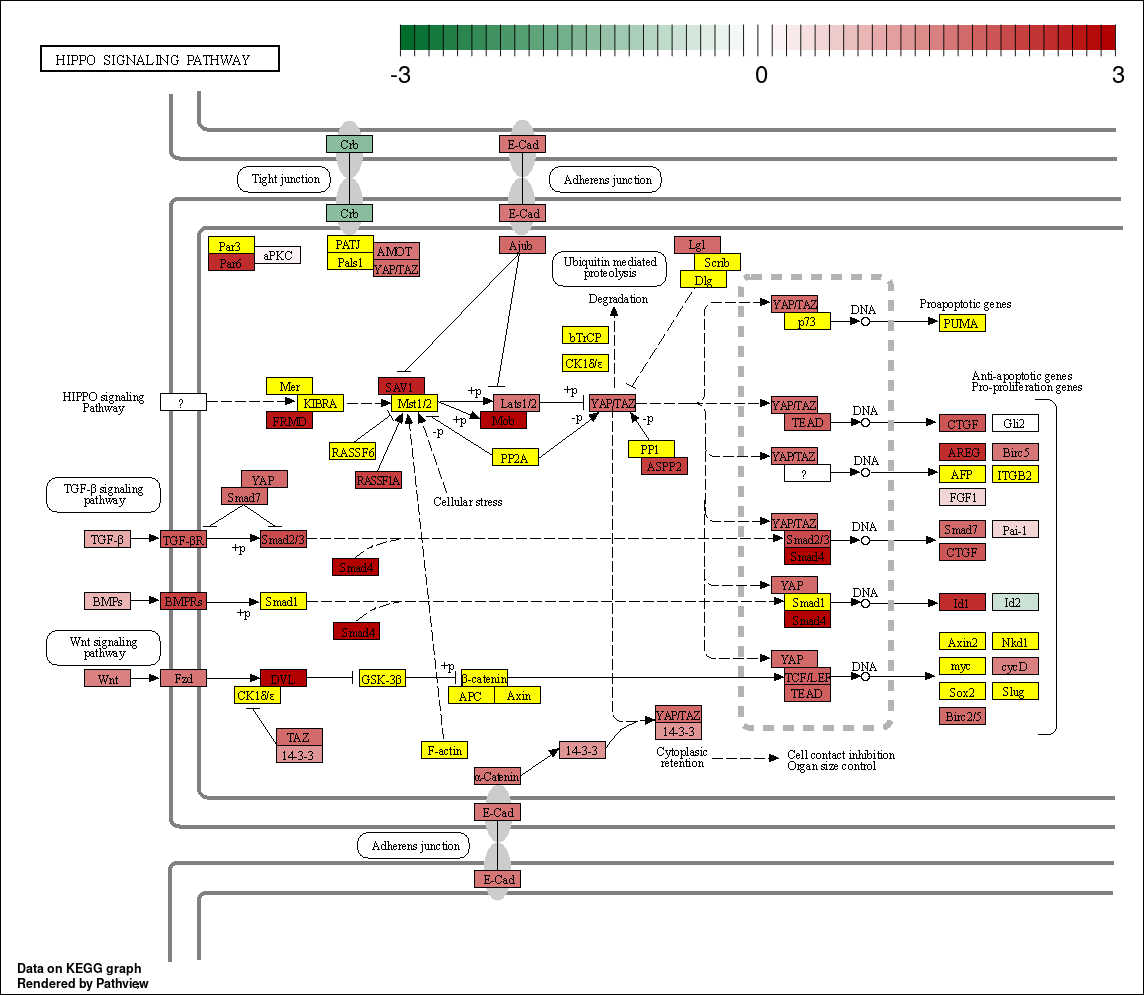 HIPPO SIGNALING PATHWAY
-3
0
3
Crb
E-Cad
Tight junction
Adherens junction
Crb
E-Cad
Par3
Par6
aPKC
PATJ
Pals1
AMOT
YAP/TAZ
Ajub
Ubiquitin mediated
proteolysis
Lgl
Scrib
Dlg
Degradation
bTrCP
CK1δ/ε
YAP/TAZ
p73
DNA
Proapoptotic genes
PUMA
HIPPO signaling
Pathway
?
Mer
KIBRA
FRMD
SAV1
Mst1/2
+p
+p
-p
Lats1/2
Mob
+p
-p
YAP/TAZ
-p
RASSF6
RASSF1A
PP2A
PP1
ASPP2
Cellular stress
Anti-apoptotic genes
Pro-proliferation genes
YAP/TAZ
TEAD
DNA
CTGF
Gli2
YAP/TAZ
?
DNA
AREG
Birc5
AFP
ITGB2
FGF1
TGF-β signaling
pathway
YAP
Smad7
TGF-β
TGF-βR
+p
Smad2/3
Smad4
YAP/TAZ
Smad2/3
Smad4
DNA
Smad7
Pai-1
CTGF
BMPs
BMPRs
+p
Smad1
Smad4
YAP
Smad1
Smad4
DNA
Id1
Id2
Wnt signaling
pathway
Wnt
Fzd
DVL
CK1δ/ε
GSK-3β
+p
β-catenin
APC
Axin
YAP
TCF/LEF
TEAD
DNA
Axin2
Nkd1
myc
cycD
Sox2
Slug
Birc2/5
TAZ
14-3-3
F-actin
14-3-3
YAP/TAZ
14-3-3
Cytoplasic
retention
Cell contact inhibition
Organ size control
α-Catenin
E-Cad
Adherens junction
E-Cad
Data on KEGG graph
Rendered by Pathview